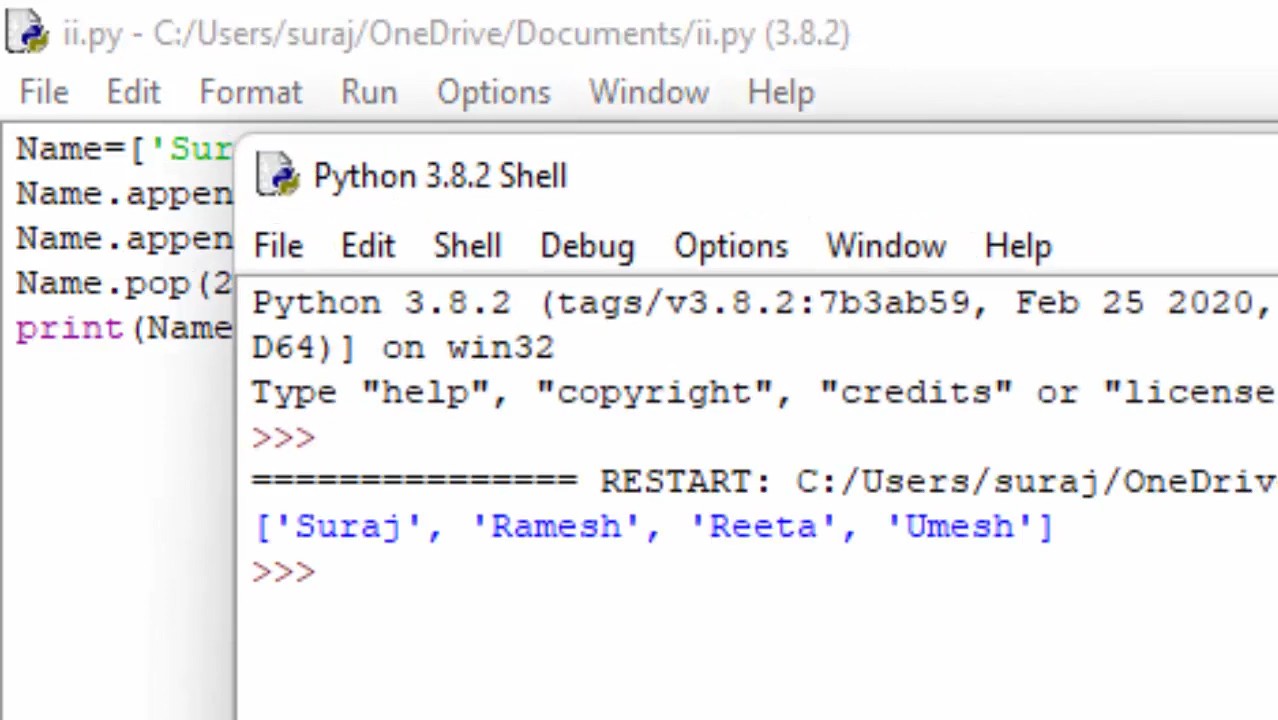 ii.py - C:/Users/suraj/OneDrive/Documents/ii.py (3.8.2)
File Edit Format Run Options Window Help
Name=['Sur
Name.appen
Name.appen
Name.pop(2
print(Name
Python 3.8.2 Shell
File Edit Shell Debug Options Window Help
Python 3.8.2 (tags/v3.8.2:7b3ab59, Feb 25 2020,
D64)] on win32
Type "help", "copyright", "credits" or "license
>>>
=============== RESTART: C:/Users/suraj/OneDriv
['Suraj', 'Ramesh', 'Reeta', 'Umesh']
>>>